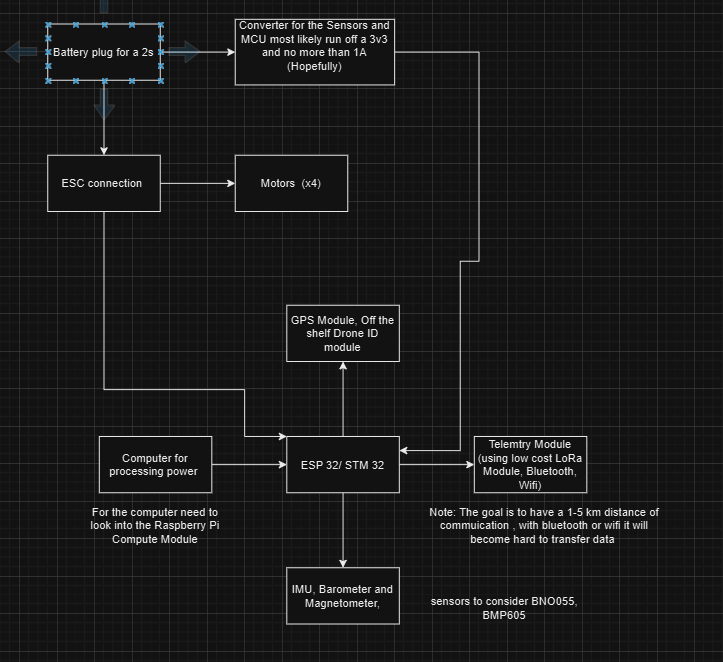 Battery plug for a 2s
Converter for the Sensors and
MCU most likely run off a 3v3
and no more than 1A
(Hopefully)
ESC connection
Motors (x4)
GPS Module, Off the
shelf Drone ID
module
Computer for
processing power
ESP 32/ STM 32
Telemtry Module
(using low cost LoRa
Module, Bluetooth,
Wifi)
For the computer need to
look into the Raspberry Pi
Compute Module
Note: The goal is to have a 1-5 km distance of
commuication , with bluetooth or wifi it will
become hard to transfer data
IMU, Barometer and
Magnetometer,
sensors to consider BNO055,
BMP605